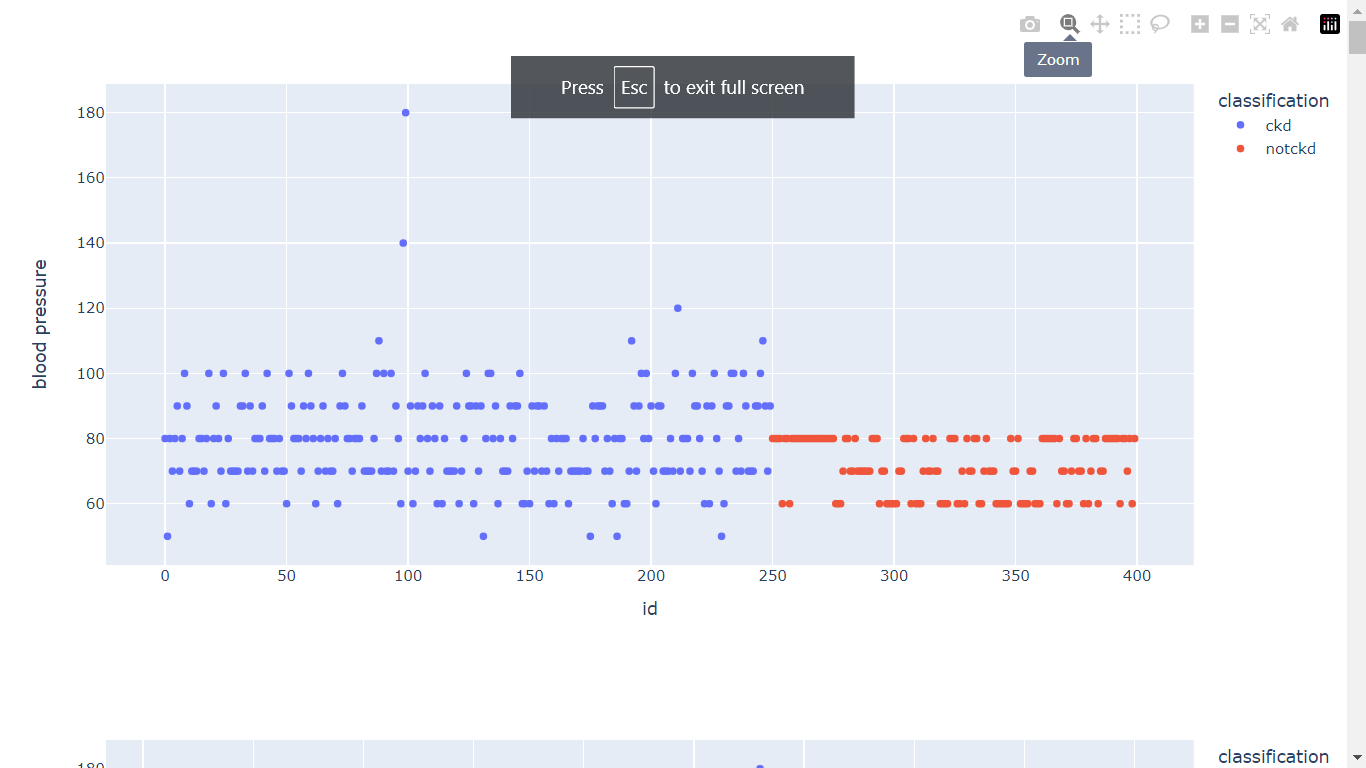 Zoom
Press Esc to exit full screen
classification
ckd
notckd
180
160
140
120
100
80
60
blood pressure
0 50 100 150 200 250 300 350 400
id
classification